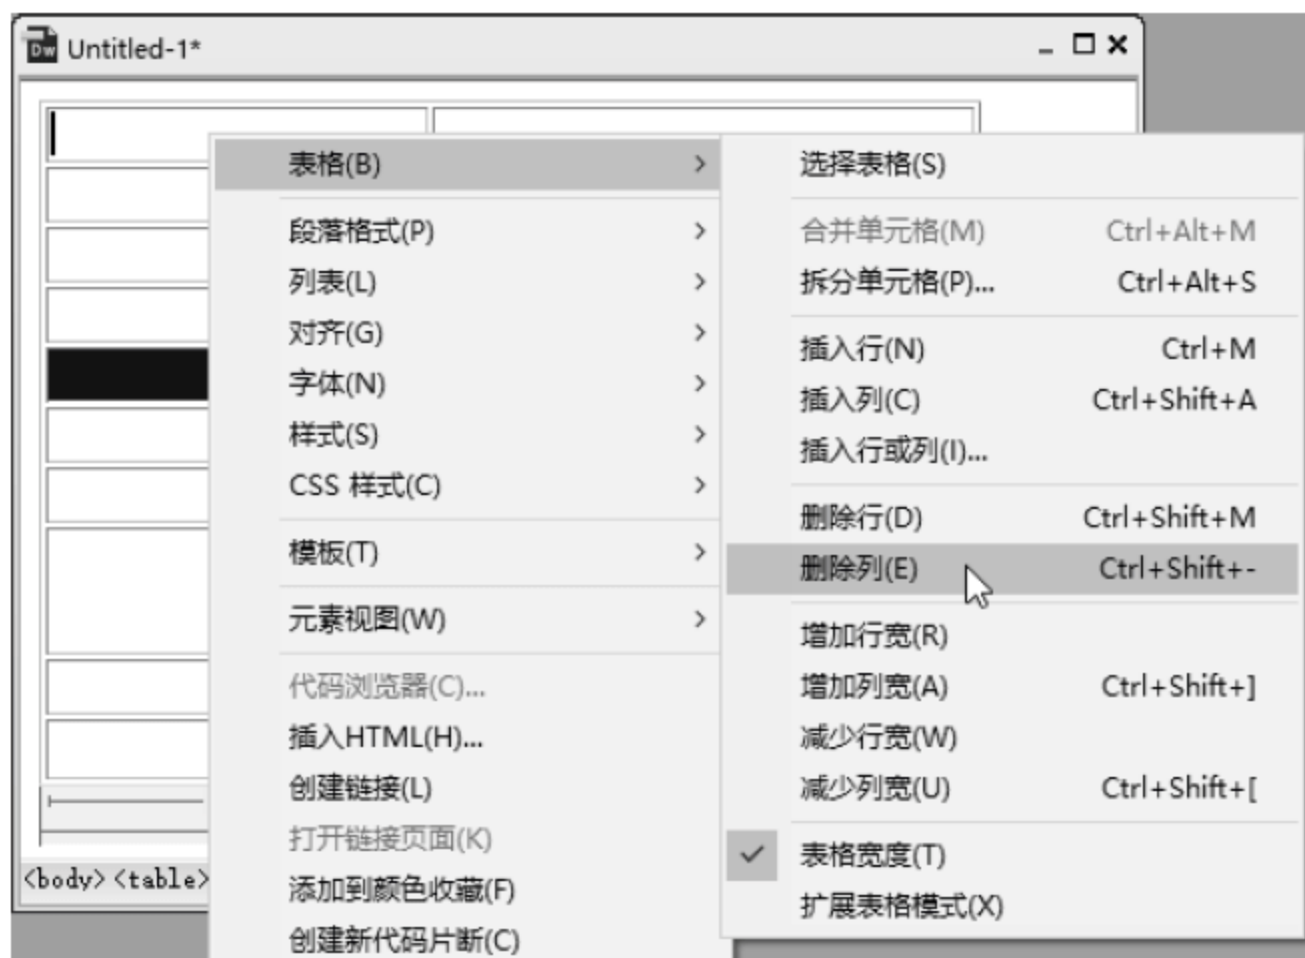 Dw Untitled-1*
表格(B)
段落格式(P)
列表(L)
对齐(G)
字体(N)
样式(S)
CSS 样式(C)
模板(T)
元素视图(W)
代码浏览器(C)...
插入HTML(H)...
创建链接(L)
打开链接页面(K)
添加到颜色收藏(F)
创建新代码片断(C)
选择表格(S)
合并单元格(M) Ctrl+Alt+M
拆分单元格(P)... Ctrl+Alt+S
插入行(N) Ctrl+M
插入列(C) Ctrl+Shift+A
插入行或列(I)...
删除行(D) Ctrl+Shift+M
删除列(E) Ctrl+Shift+-
增加行宽(R)
增加列宽(A) Ctrl+Shift+]
减少行宽(W)
减少列宽(U) Ctrl+Shift+[
表格宽度(T)
扩展表格模式(X)
<body> <table>